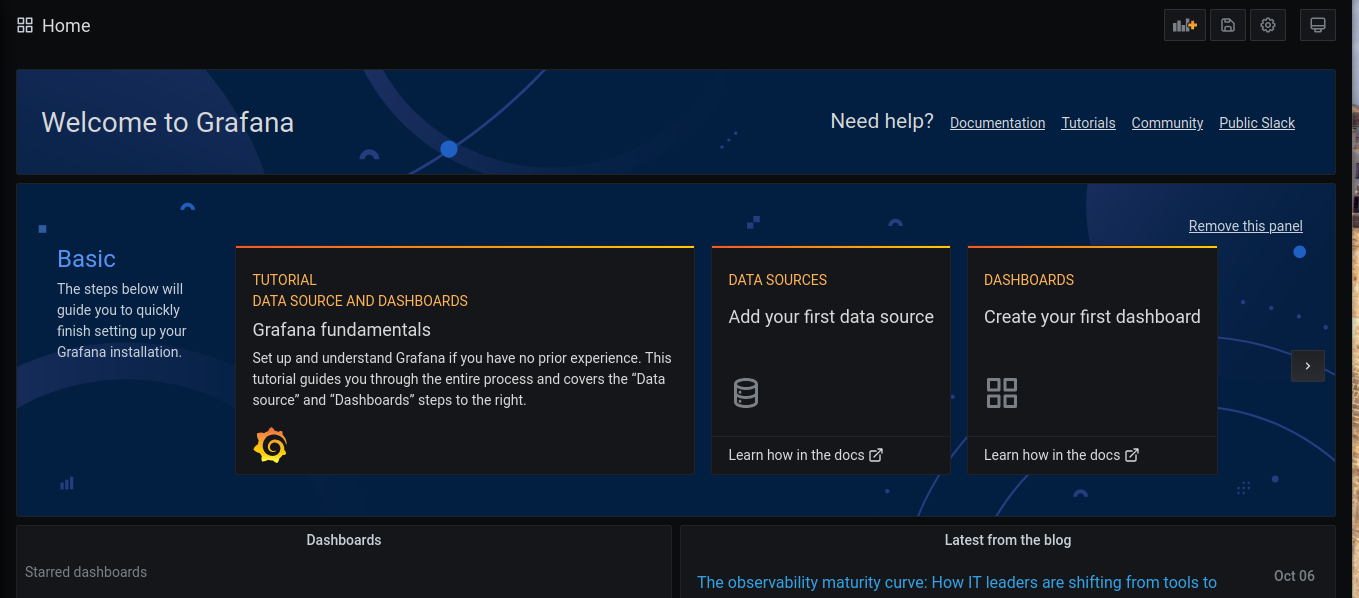 Home
Welcome to Grafana
Need help? Documentation Tutorials Community Public Slack
Remove this panel
Basic
The steps below will
guide you to quickly
finish setting up your
Grafana installation.
TUTORIAL
DATA SOURCE AND DASHBOARDS
Grafana fundamentals
Set up and understand Grafana if you have no prior experience. This
tutorial guides you through the entire process and covers the “Data
source” and “Dashboards” steps to the right.
DATA SOURCES
Add your first data source
Learn how in the docs
DASHBOARDS
Create your first dashboard
Learn how in the docs
Dashboards
Starred dashboards
Latest from the blog
The observability maturity curve: How IT leaders are shifting from tools to
Oct 06